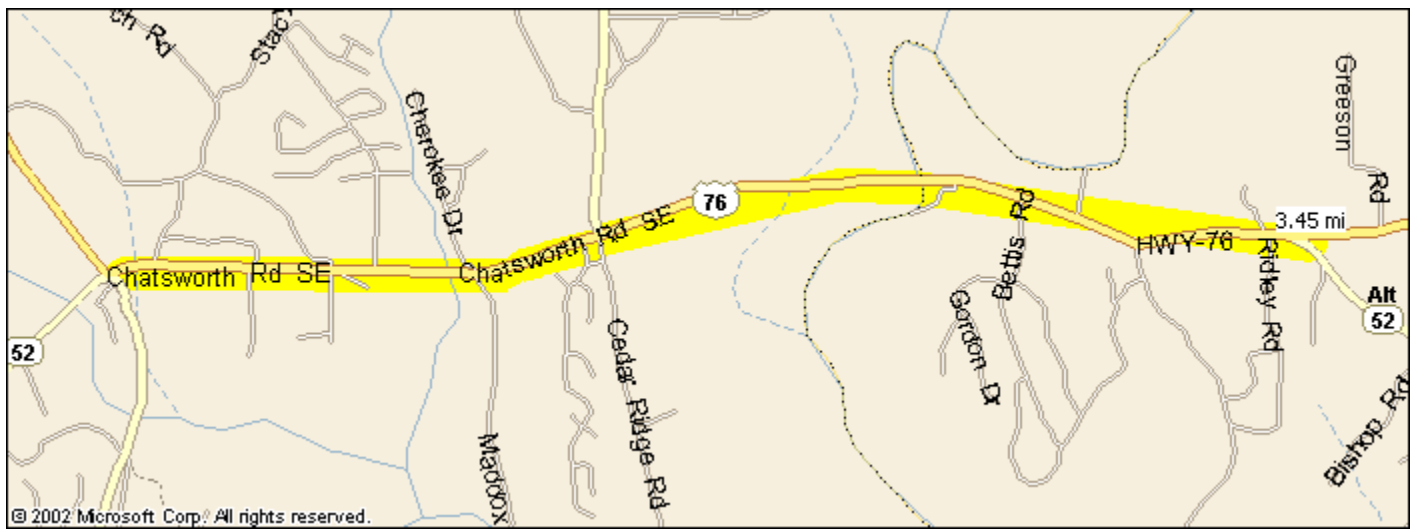 ch Rd
Stacy
Greeson
Rd
Cherokee Dr
76
Chatsworth Rd SE
Bettis Rd
3.45 mi
HWY-76
Ridley Rd
Chatsworth Rd SE
Alt
52
52
Gordon Dr
Cedar Ridge Rd
Bishop Rd
Maddox
© 2002 Microsoft Corp. All rights reserved.